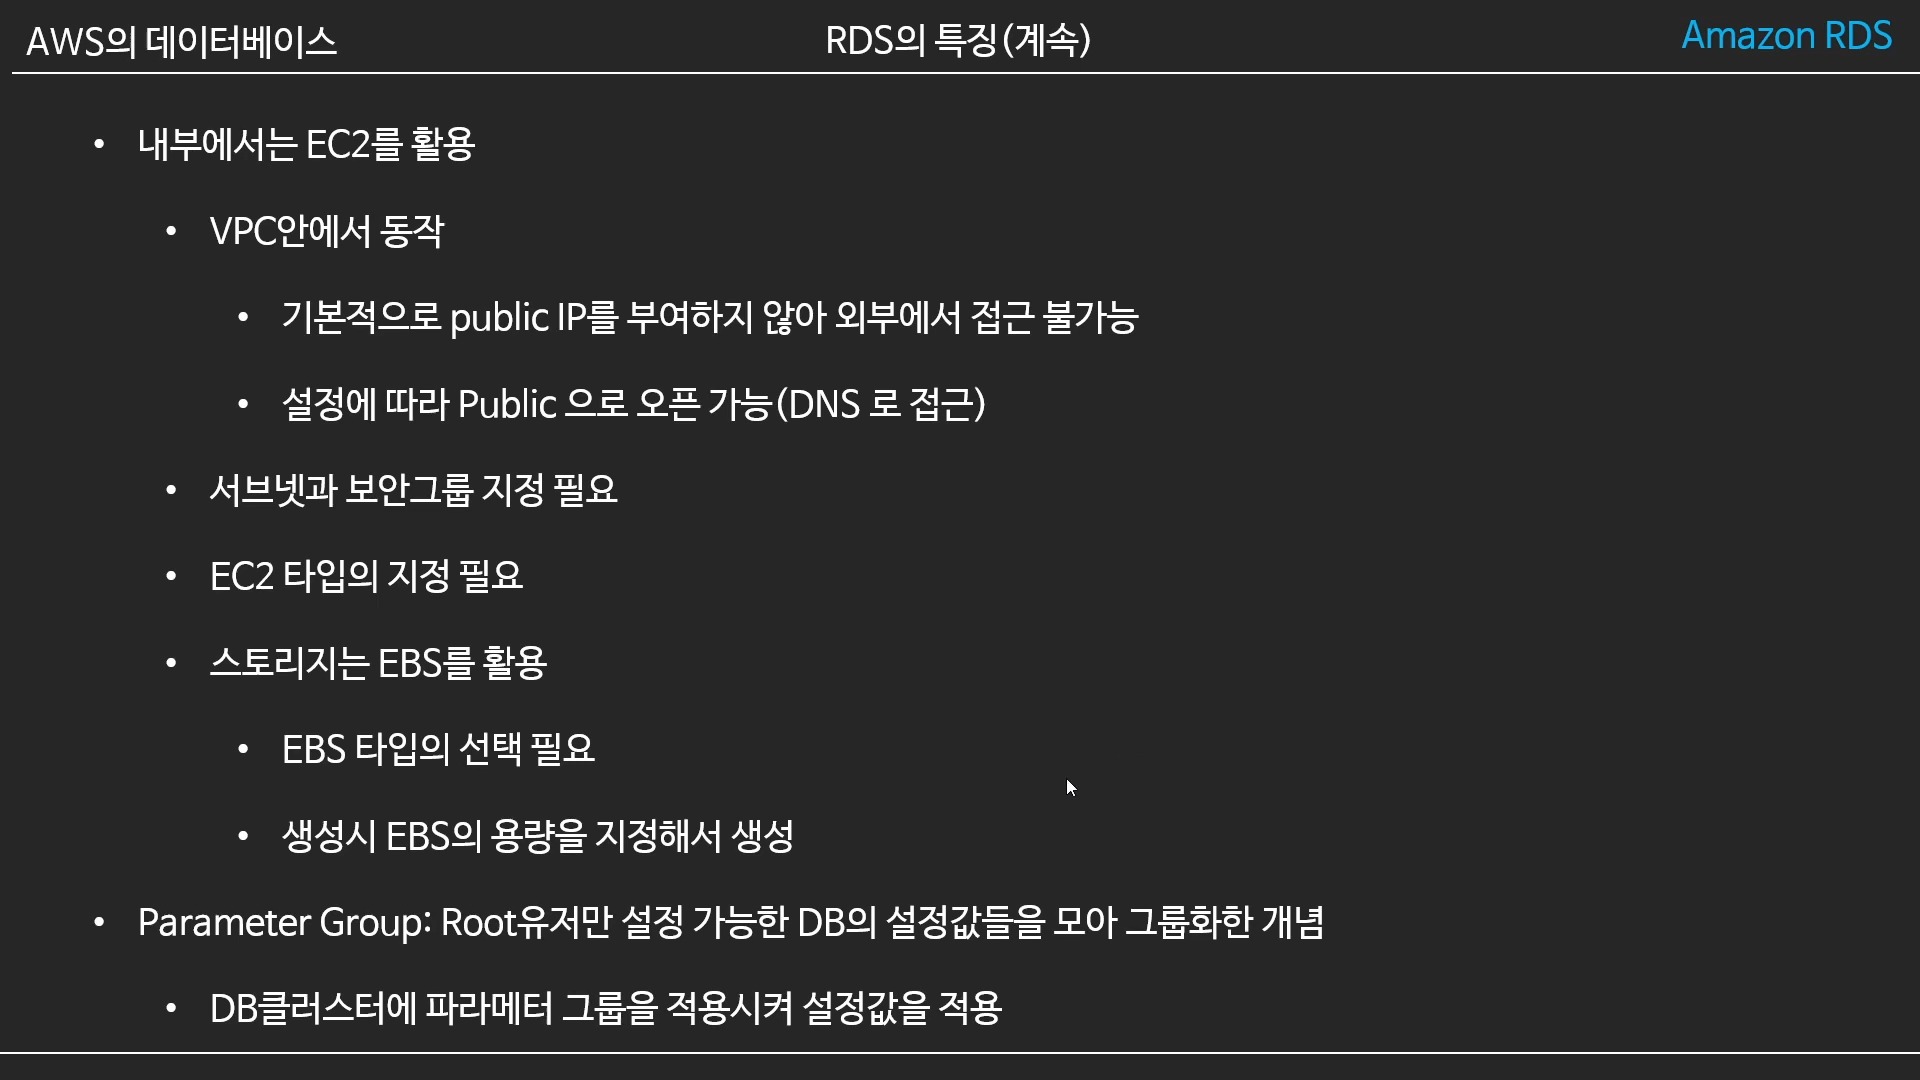 AWS의 데이터베이스
RDS의 특징(계속)
Amazon RDS
• 내부에서는 EC2를 활용
• VPC안에서 동작
• 기본적으로 public IP를 부여하지 않아 외부에서 접근 불가능
• 설정에 따라 Public 으로 오픈 가능(DNS 로 접근)
• 서브넷과 보안그룹 지정 필요
• EC2 타입의 지정 필요
• 스토리지는 EBS를 활용
• EBS 타입의 선택 필요
• 생성시 EBS의 용량을 지정해서 생성
• Parameter Group: Root유저만 설정 가능한 DB의 설정값들을 모아 그룹화한 개념
• DB클러스터에 파라메터 그룹을 적용시켜 설정값을 적용